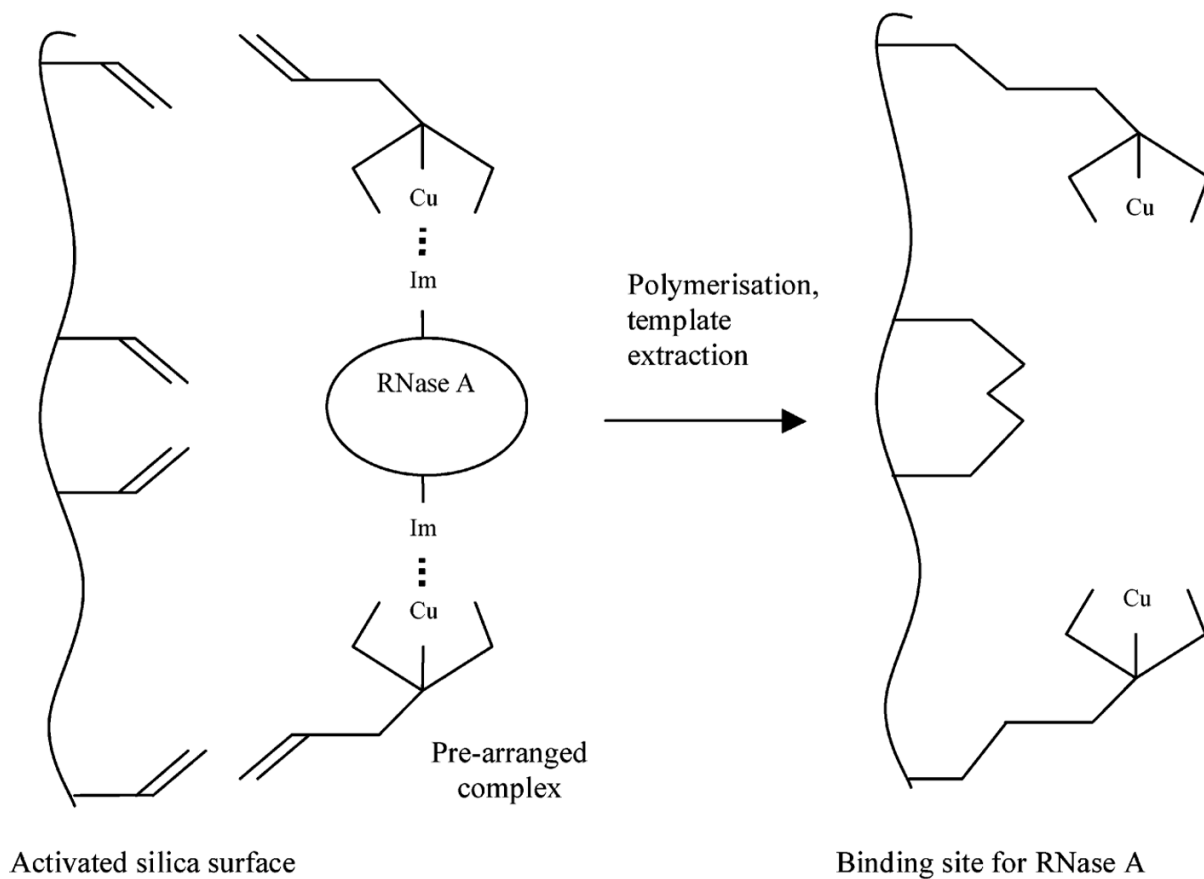 Cu
Im
RNase A
Im
Cu
Pre-arranged
complex
Activated silica surface
Polymerisation,
template
extraction
Cu
Cu
Binding site for RNase A